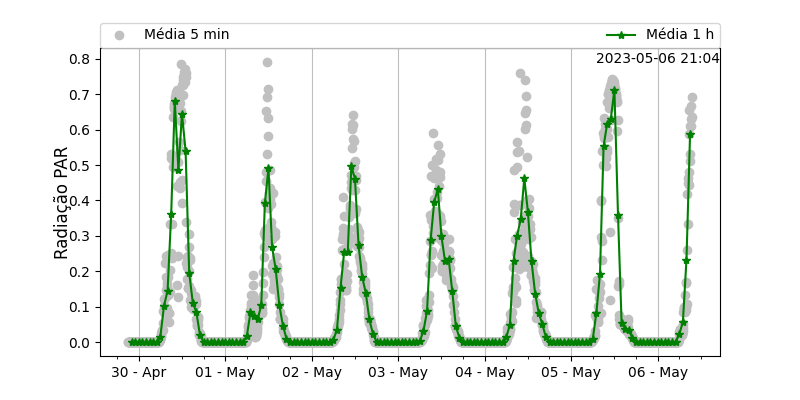 Média 5 min
Média 1 h
2023-05-06 21:04
Radiação PAR
0.8
0.7
0.6
0.5
0.4
0.3
0.2
0.1
0.0
30 - Apr
01 - May
02 - May
03 - May
04 - May
05 - May
06 - May